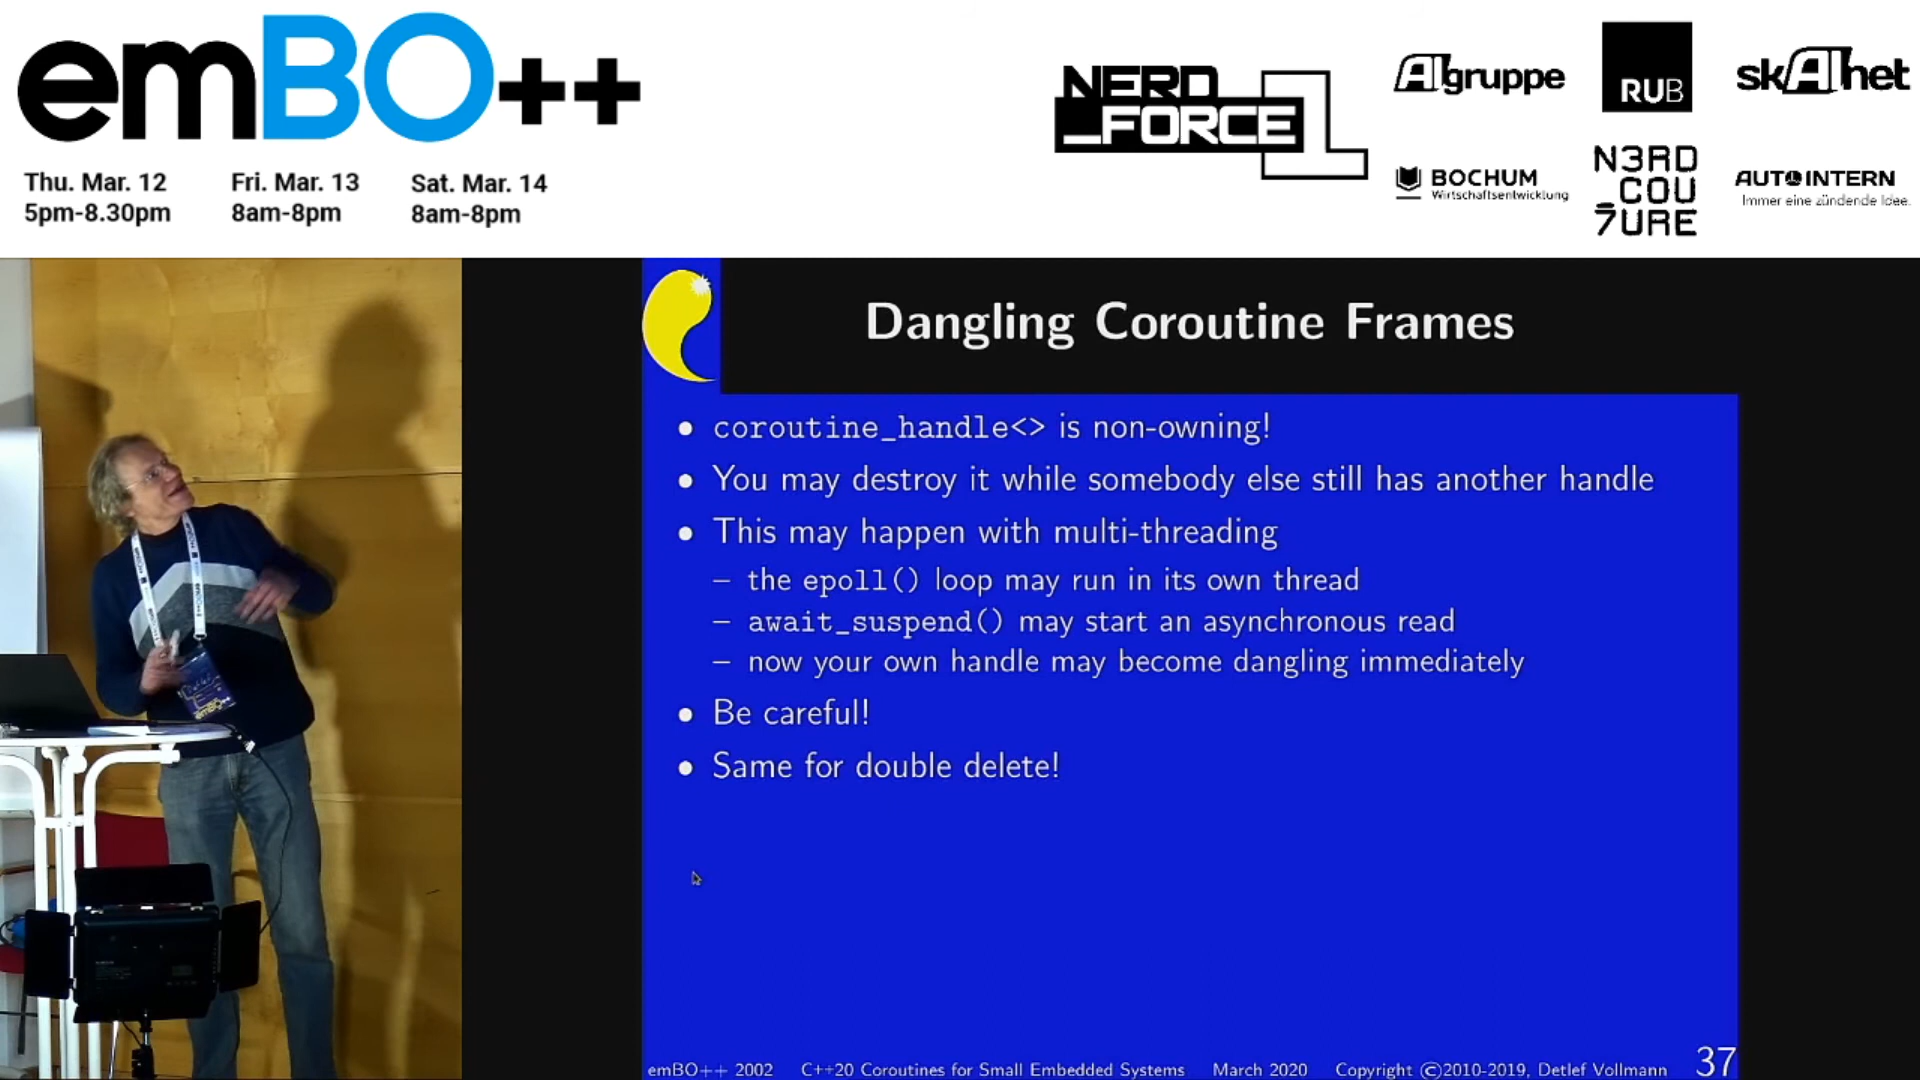 emBO++
Thu. Mar. 12
5pm-8.30pm
Fri. Mar. 13
8am-8pm
Sat. Mar. 14
8am-8pm
NERD
_FORCE1
AIgruppe
RUB
skAInet
BOCHUM
Wirtschaftsentwicklung
N3RD
_COU
7URE
AUTOINTERN
Immer eine zündende Idee.
Dangling Coroutine Frames
• coroutine_handle<> is non-owning!
• You may destroy it while somebody else still has another handle
• This may happen with multi-threading
– the epoll() loop may run in its own thread
– await_suspend() may start an asynchronous read
– now your own handle may become dangling immediately
• Be careful!
• Same for double delete!
emBO++ 2002 C++20 Coroutines for Small Embedded Systems March 2020 Copyright ©2010-2019, Detlef Vollmann 37